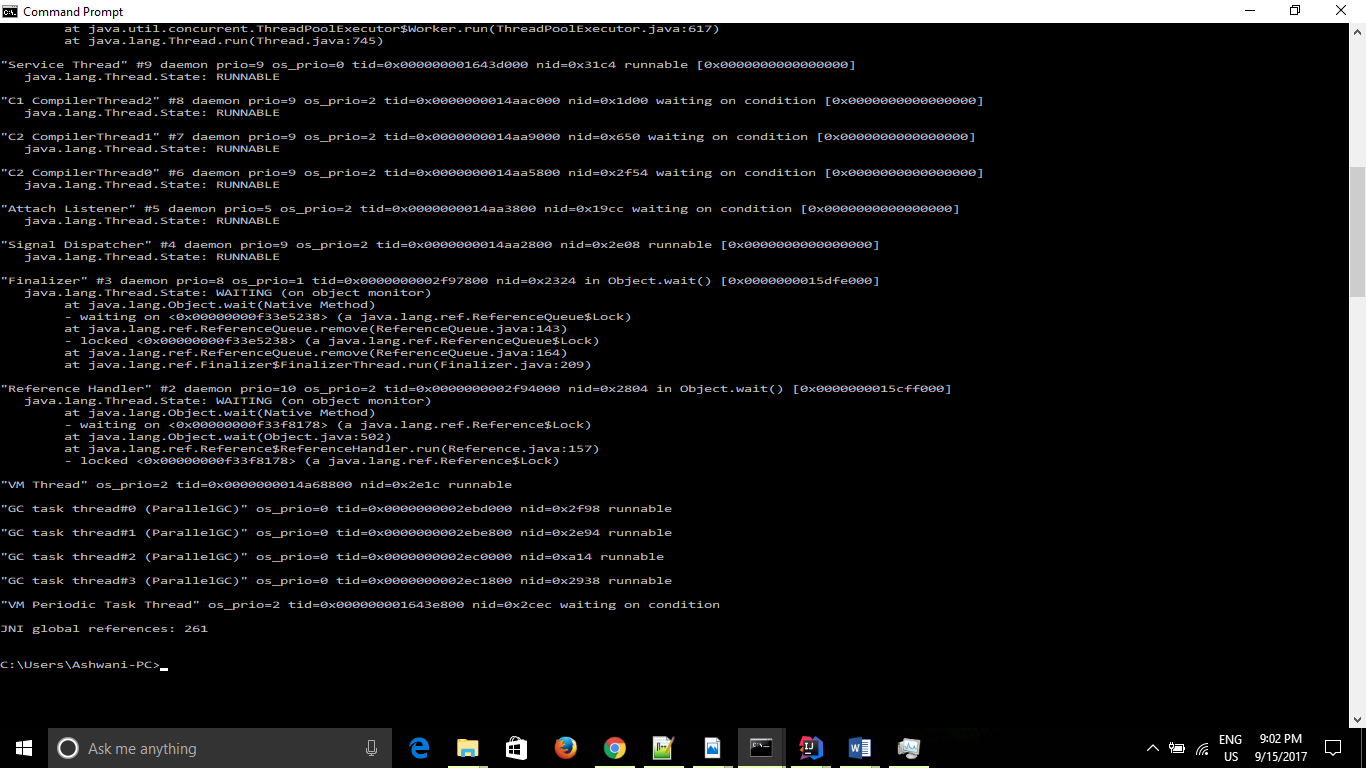 Command Prompt
at java.util.concurrent.ThreadPoolExecutor$Worker.run(ThreadPoolExecutor.java:617)
at java.lang.Thread.run(Thread.java:745)
"Service Thread" #9 daemon prio=9 os_prio=0 tid=0x000000001643d000 nid=0x31c4 runnable [0x0000000000000000]
java.lang.Thread.State: RUNNABLE
"C1 CompilerThread2" #8 daemon prio=9 os_prio=2 tid=0x0000000014aac000 nid=0x1d00 waiting on condition [0x0000000000000000]
java.lang.Thread.State: RUNNABLE
"C2 CompilerThread1" #7 daemon prio=9 os_prio=2 tid=0x0000000014aa9000 nid=0x650 waiting on condition [0x0000000000000000]
java.lang.Thread.State: RUNNABLE
"C2 CompilerThread0" #6 daemon prio=9 os_prio=2 tid=0x0000000014aa5800 nid=0x2f54 waiting on condition [0x0000000000000000]
java.lang.Thread.State: RUNNABLE
"Attach Listener" #5 daemon prio=5 os_prio=2 tid=0x0000000014aa3800 nid=0x19cc waiting on condition [0x0000000000000000]
java.lang.Thread.State: RUNNABLE
"Signal Dispatcher" #4 daemon prio=9 os_prio=2 tid=0x0000000014aa2800 nid=0x2e08 runnable [0x0000000000000000]
java.lang.Thread.State: RUNNABLE
"Finalizer" #3 daemon prio=8 os_prio=1 tid=0x0000000002f97800 nid=0x2324 in Object.wait() [0x0000000015dfe000]
java.lang.Thread.State: WAITING (on object monitor)
at java.lang.Object.wait(Native Method)
- waiting on <0x00000000f33e5238> (a java.lang.ref.ReferenceQueue$Lock)
at java.lang.ref.ReferenceQueue.remove(ReferenceQueue.java:143)
- locked <0x00000000f33e5238> (a java.lang.ref.ReferenceQueue$Lock)
at java.lang.ref.ReferenceQueue.remove(ReferenceQueue.java:164)
at java.lang.ref.Finalizer$FinalizerThread.run(Finalizer.java:209)
"Reference Handler" #2 daemon prio=10 os_prio=2 tid=0x0000000002f94000 nid=0x2804 in Object.wait() [0x0000000015cff000]
java.lang.Thread.State: WAITING (on object monitor)
at java.lang.Object.wait(Native Method)
- waiting on <0x00000000f33f8178> (a java.lang.ref.Reference$Lock)
at java.lang.Object.wait(Object.java:502)
at java.lang.ref.Reference$ReferenceHandler.run(Reference.java:157)
- locked <0x00000000f33f8178> (a java.lang.ref.Reference$Lock)
"VM Thread" os_prio=2 tid=0x0000000014a68800 nid=0x2e1c runnable
"GC task thread#0 (ParallelGC)" os_prio=0 tid=0x0000000002ebd000 nid=0x2f98 runnable
"GC task thread#1 (ParallelGC)" os_prio=0 tid=0x0000000002ebe800 nid=0x2e94 runnable
"GC task thread#2 (ParallelGC)" os_prio=0 tid=0x0000000002ec0000 nid=0xa14 runnable
"GC task thread#3 (ParallelGC)" os_prio=0 tid=0x0000000002ec1800 nid=0x2938 runnable
"VM Periodic Task Thread" os_prio=2 tid=0x000000001643e800 nid=0x2cec waiting on condition
JNI global references: 261
C:\Users\Ashwani-PC>
Ask me anything
ENG
US
9:02 PM
9/15/2017